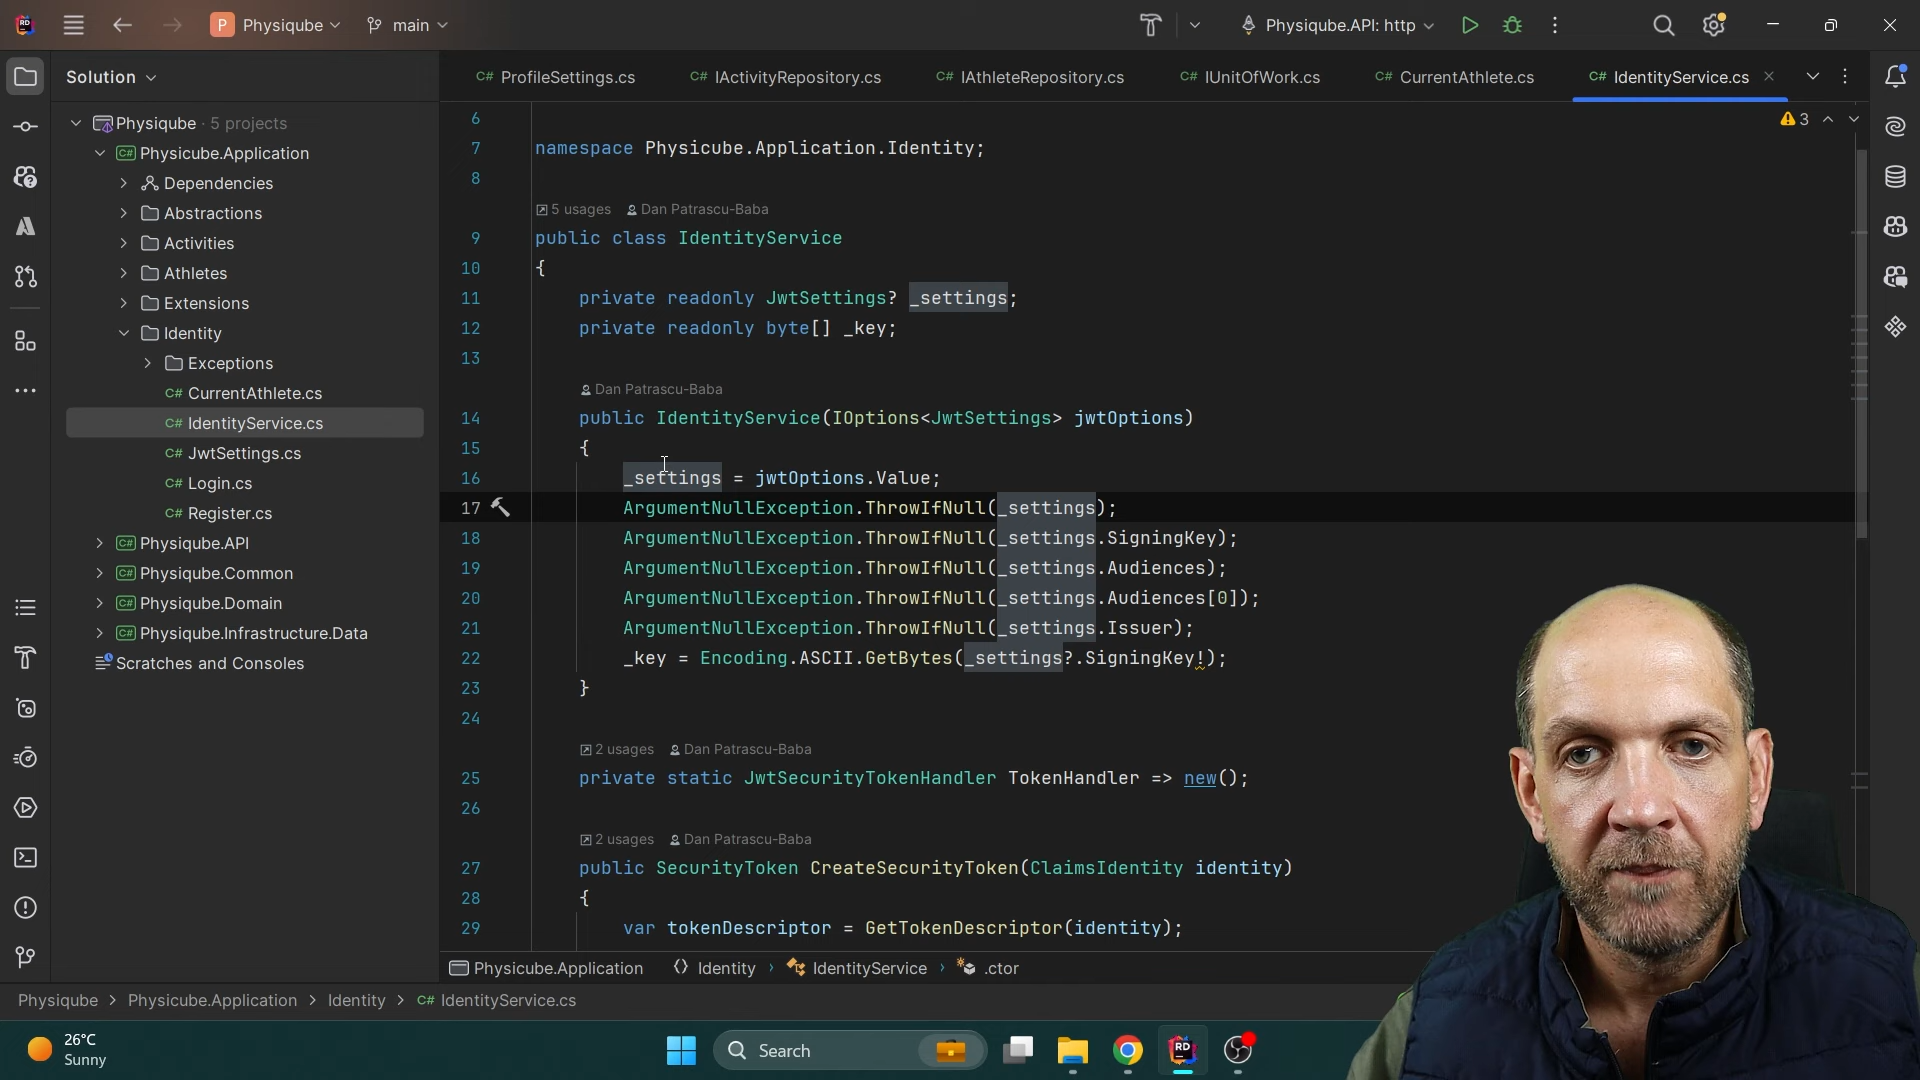 Physiqube
main
Physiqube.API: http
Solution
C# ProfileSettings.cs
C# IActivityRepository.cs
C# IAthleteRepository.cs
C# IUnitOfWork.cs
C# CurrentAthlete.cs
C# IdentityService.cs
Physiqube · 5 projects
C# Physicube.Application
Dependencies
Abstractions
Activities
Athletes
Extensions
Identity
Exceptions
C# CurrentAthlete.cs
C# IdentityService.cs
C# JwtSettings.cs
C# Login.cs
C# Register.cs
C# Physiqube.API
C# Physiqube.Common
C# Physiqube.Domain
C# Physiqube.Infrastructure.Data
Scratches and Consoles
3
6
7 namespace Physicube.Application.Identity;
8
5 usages Dan Patrascu-Baba
9 public class IdentityService
10 {
11 private readonly JwtSettings? _settings;
12 private readonly byte[] _key;
13
Dan Patrascu-Baba
14 public IdentityService(IOptions<JwtSettings> jwtOptions)
15 {
16 _settings = jwtOptions.Value;
17 ArgumentNullException.ThrowIfNull(_settings);
18 ArgumentNullException.ThrowIfNull(_settings.SigningKey);
19 ArgumentNullException.ThrowIfNull(_settings.Audiences);
20 ArgumentNullException.ThrowIfNull(_settings.Audiences[0]);
21 ArgumentNullException.ThrowIfNull(_settings.Issuer);
22 _key = Encoding.ASCII.GetBytes(_settings?.SigningKey!);
23 }
24
2 usages Dan Patrascu-Baba
25 private static JwtSecurityTokenHandler TokenHandler => new();
26
2 usages Dan Patrascu-Baba
27 public SecurityToken CreateSecurityToken(ClaimsIdentity identity)
28 {
29 var tokenDescriptor = GetTokenDescriptor(identity);
Physicube.Application Identity IdentityService .ctor
Physiqube Physicube.Application Identity C# IdentityService.cs
26°C
Sunny
Search
RD